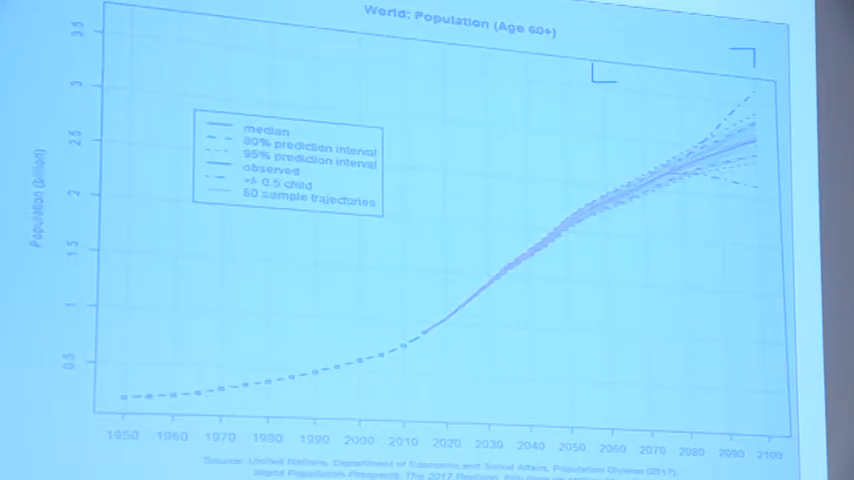 World: Population (Age 60+)
3.5
3
2.5
2
1.5
1
0.5
Population (billion)
median
80% prediction interval
95% prediction interval
observed
+/- 0.5 child
60 sample trajectories
1950 1960 1970 1980 1990 2000 2010 2020 2030 2040 2050 2060 2070 2080 2090 2100
Source: United Nations, Department of Economic and Social Affairs, Population Division (2017)
World Population Prospects: The 2017 Revision.